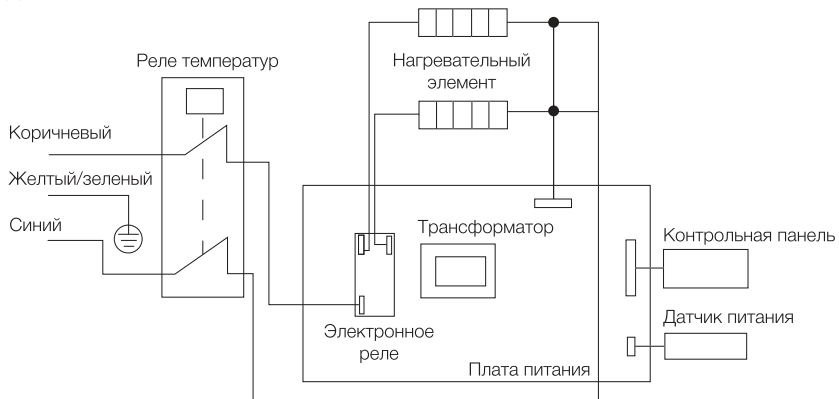 Реле температур
Нагревательный
элемент
Коричневый
Желтый/зеленый
Синий
Трансформатор
Контрольная панель
Датчик питания
Электронное
реле
Плата питания